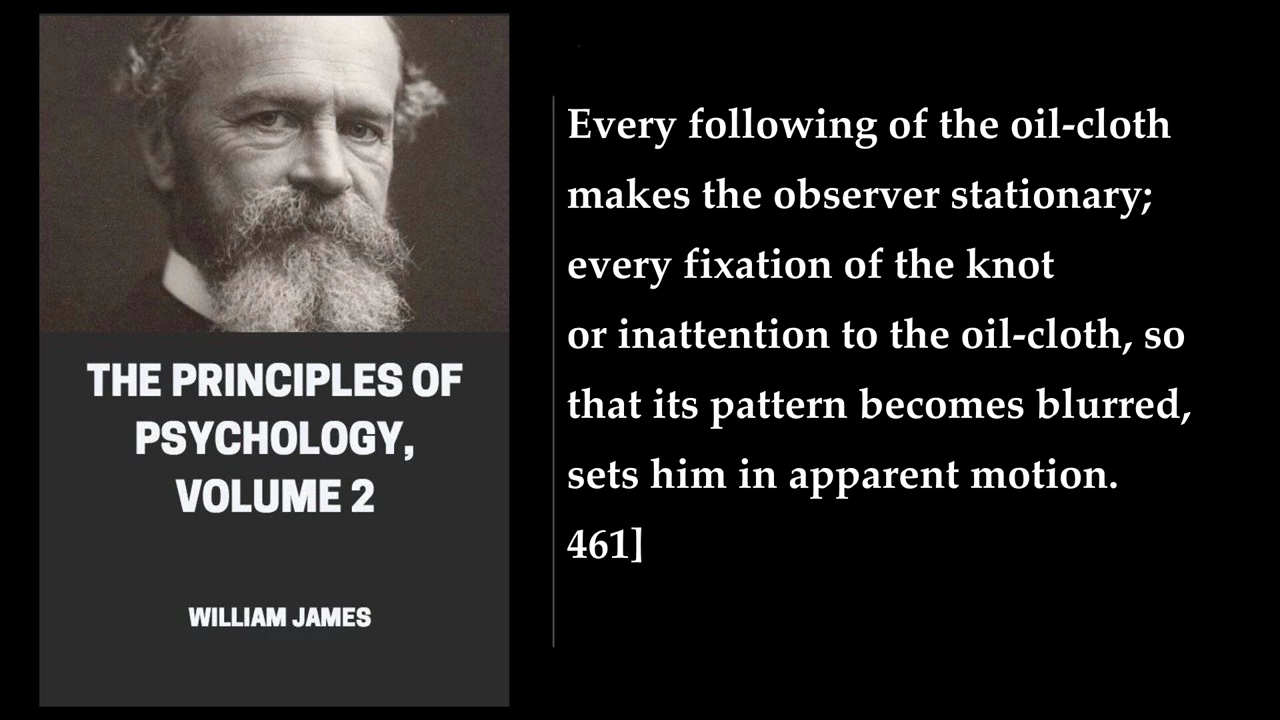 THE PRINCIPLES OF
PSYCHOLOGY,
VOLUME 2
WILLIAM JAMES
Every following of the oil-cloth
makes the observer stationary;
every fixation of the knot
or inattention to the oil-cloth, so
that its pattern becomes blurred,
sets him in apparent motion.
461]